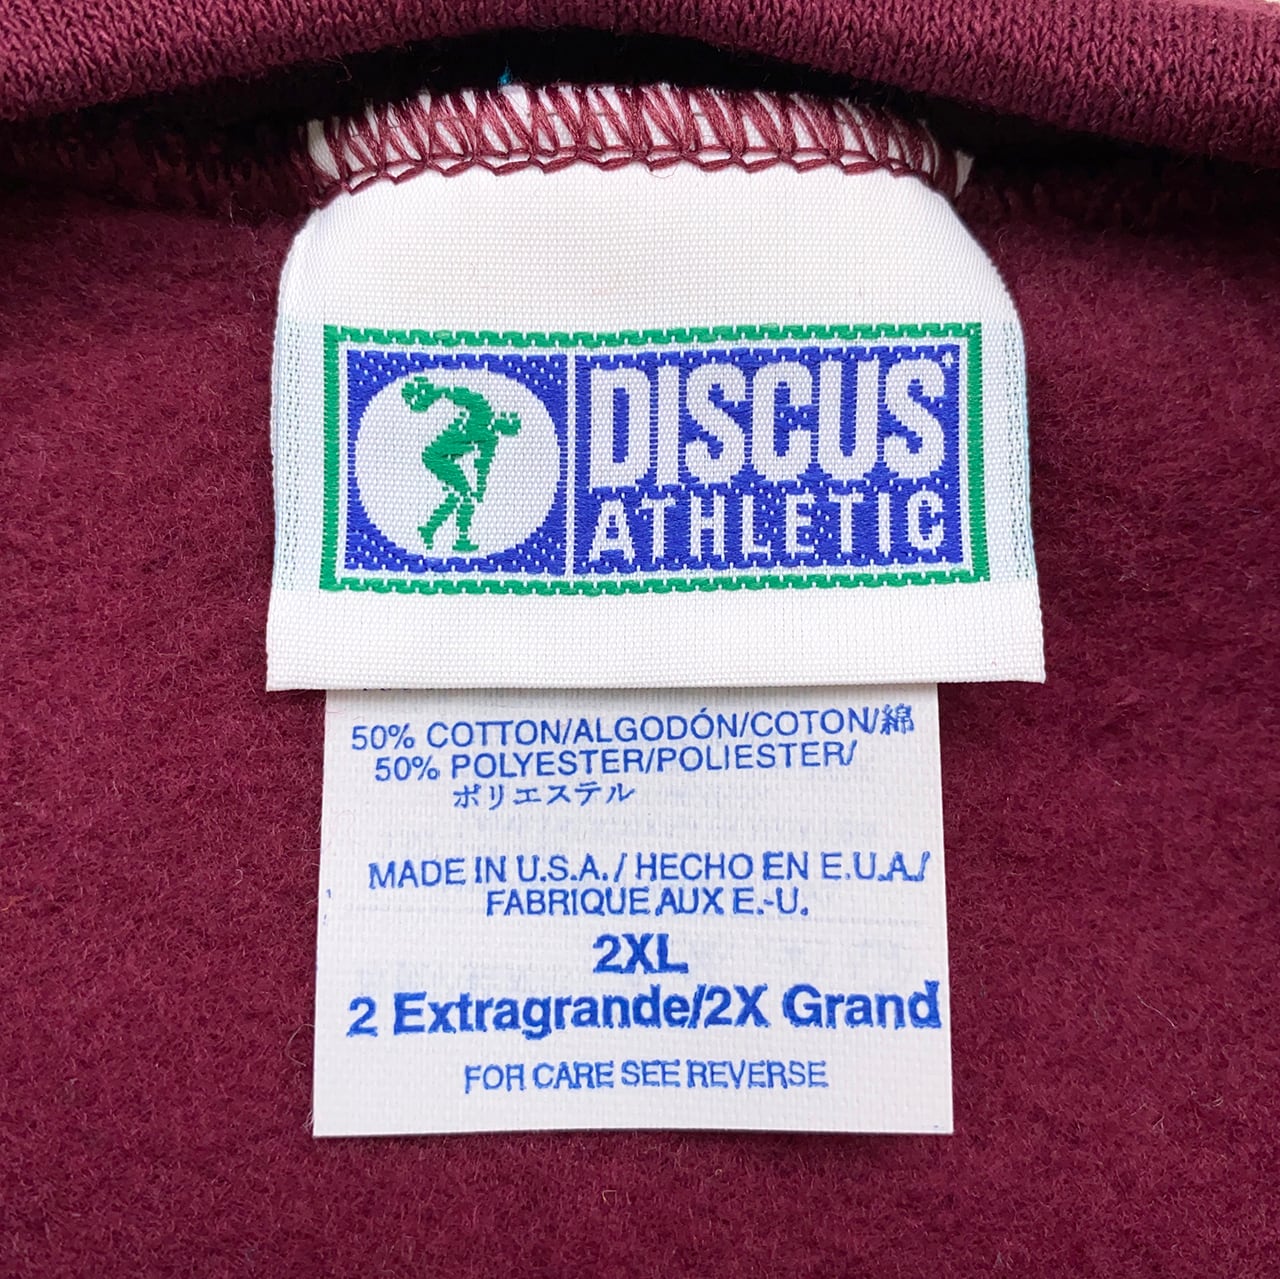 DISCUS
ATHLETIC
50% COTTON/ALGODÓN/COTON/綿
50% POLYESTER/POLIESTER/
ポリエステル
MADE IN U.S.A./ HECHO EN E.U.A./
FABRIQUE AUX E.-U.
2XL
2 Extragrande/2X Grand
FOR CARE SEE REVERSE